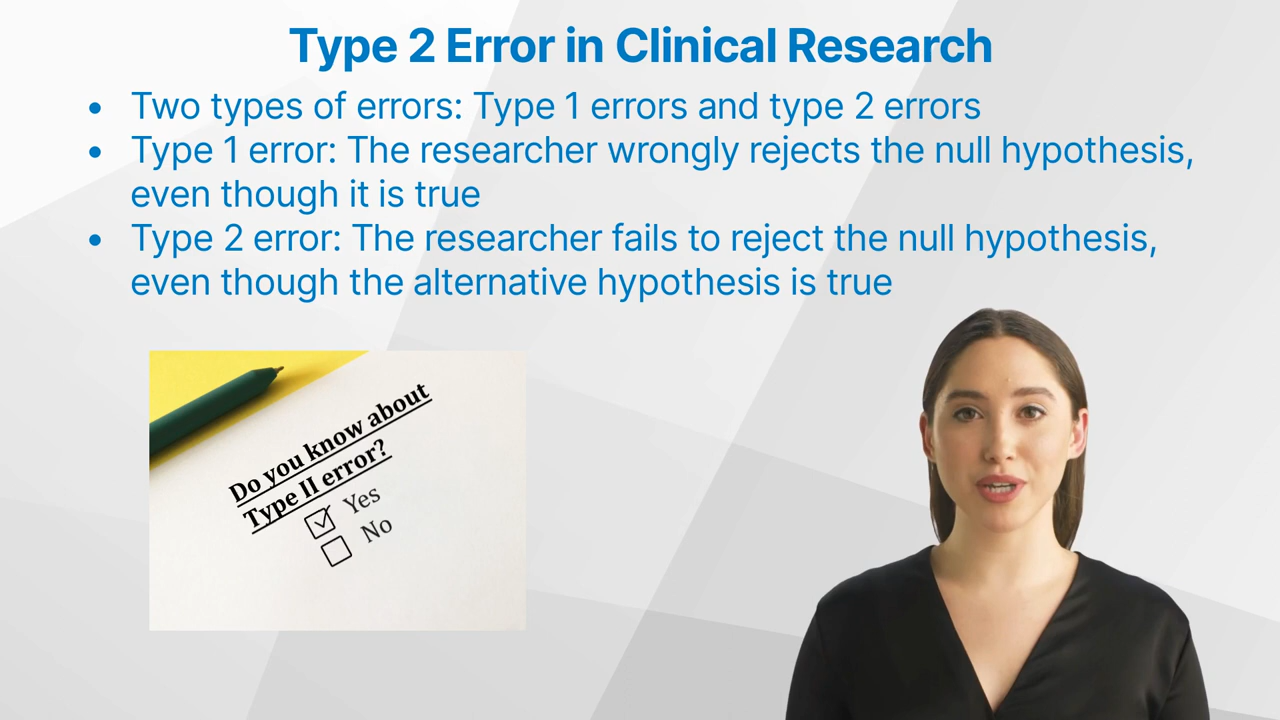 Type 2 Error in Clinical Research
• Two types of errors: Type 1 errors and type 2 errors
• Type 1 error: The researcher wrongly rejects the null hypothesis,
even though it is true
• Type 2 error: The researcher fails to reject the null hypothesis,
even though the alternative hypothesis is true
Do you know about
Type II error?
Yes
No